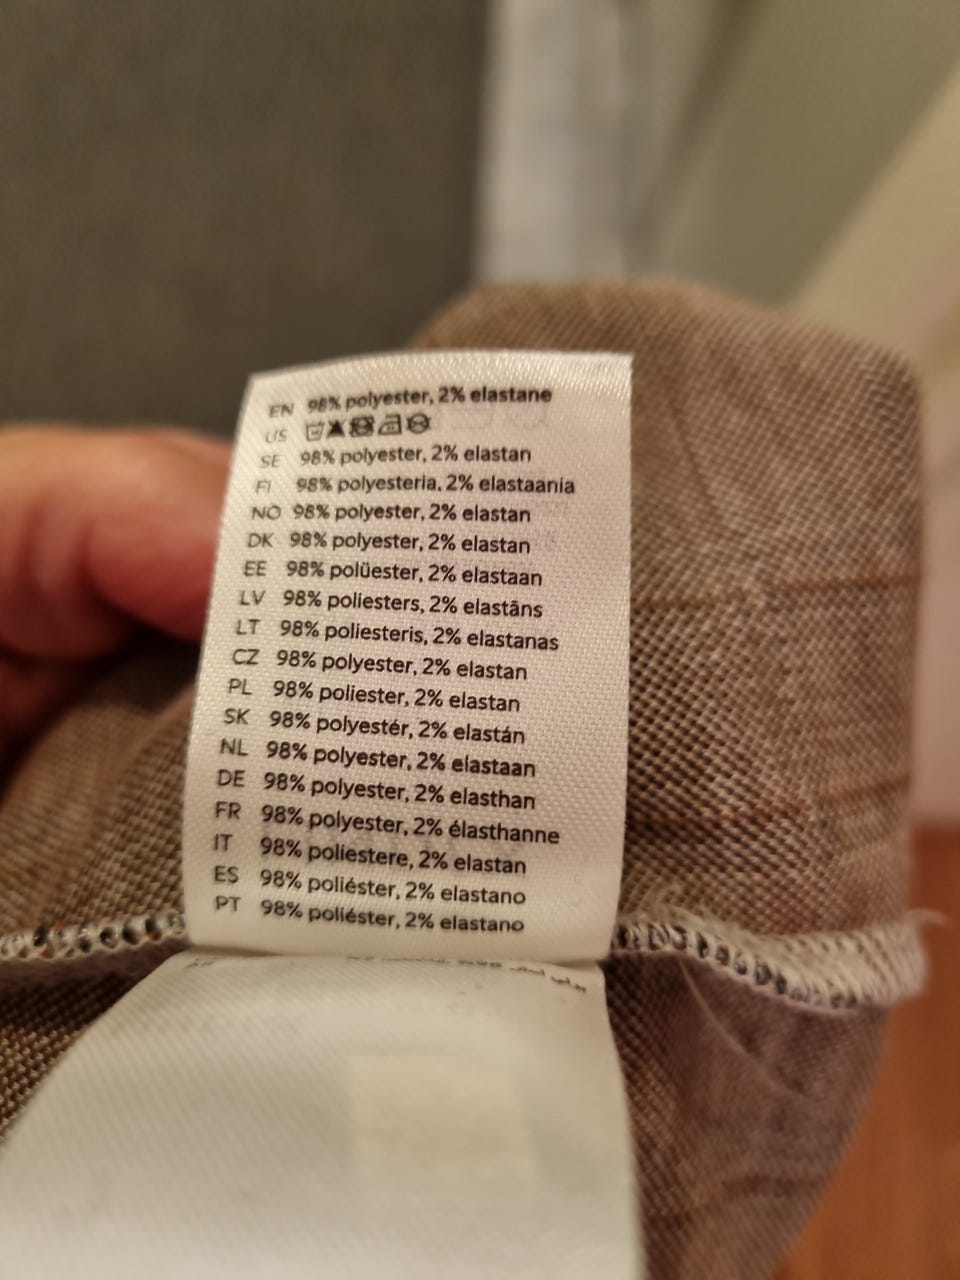 EN 98% polyester, 2% elastane
US
SE 98% polyester, 2% elastan
FI 98% polyesteria, 2% elastaania
NO 98% polyester, 2% elastan
DK 98% polyester, 2% elastan
EE 98% polüester, 2% elastaan
LV 98% poliesters, 2% elastāns
LT 98% poliesteris, 2% elastanas
CZ 98% polyester, 2% elastan
PL 98% poliester, 2% elastan
SK 98% polyestér, 2% elastán
NL 98% polyester, 2% elastaan
DE 98% polyester, 2% elasthan
FR 98% polyester, 2% élasthanne
IT 98% poliestere, 2% elastan
ES 98% poliéster, 2% elastano
PT 98% poliéster, 2% elastano